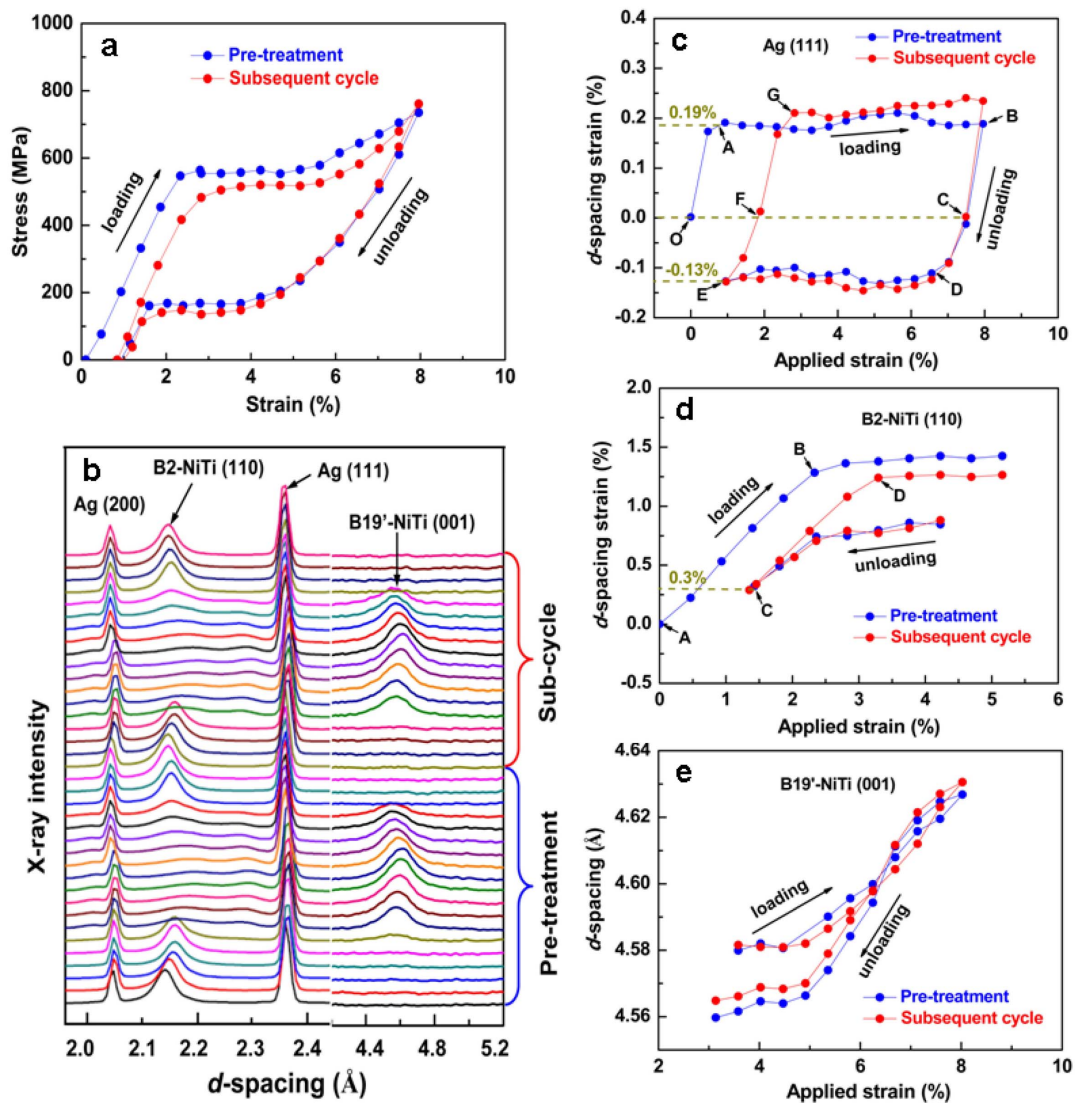 a
Pre-treatment
Subsequent cycle
loading
unloading
Stress (MPa)
1000
800
600
400
200
0
0 2 4 6 8 10
Strain (%)
c
Ag (111)
Pre-treatment
Subsequent cycle
0.19%
G
A
B
loading
F
C
unloading
O
-0.13%
E
D
d-spacing strain (%)
0.4
0.3
0.2
0.1
0.0
-0.1
-0.2
0 2 4 6 8 10
Applied strain (%)
b
B2-NiTi (110)
Ag (200)
Ag (111)
B19’-NiTi (001)
Sub-cycle
Pre-treatment
X-ray intensity
2.0 2.1 2.2 2.3 2.4 4.4 4.8 5.2
d-spacing (Å)
d
B2-NiTi (110)
B
loading
D
unloading
0.3%
C
A
Pre-treatment
Subsequent cycle
d-spacing strain (%)
2.0
1.5
1.0
0.5
0.0
-0.5
0 1 2 3 4 5 6
Applied strain (%)
e
B19'-NiTi (001)
loading
unloading
Pre-treatment
Subsequent cycle
d-spacing (Å)
4.64
4.62
4.60
4.58
4.56
2 4 6 8 10
Applied strain (%)